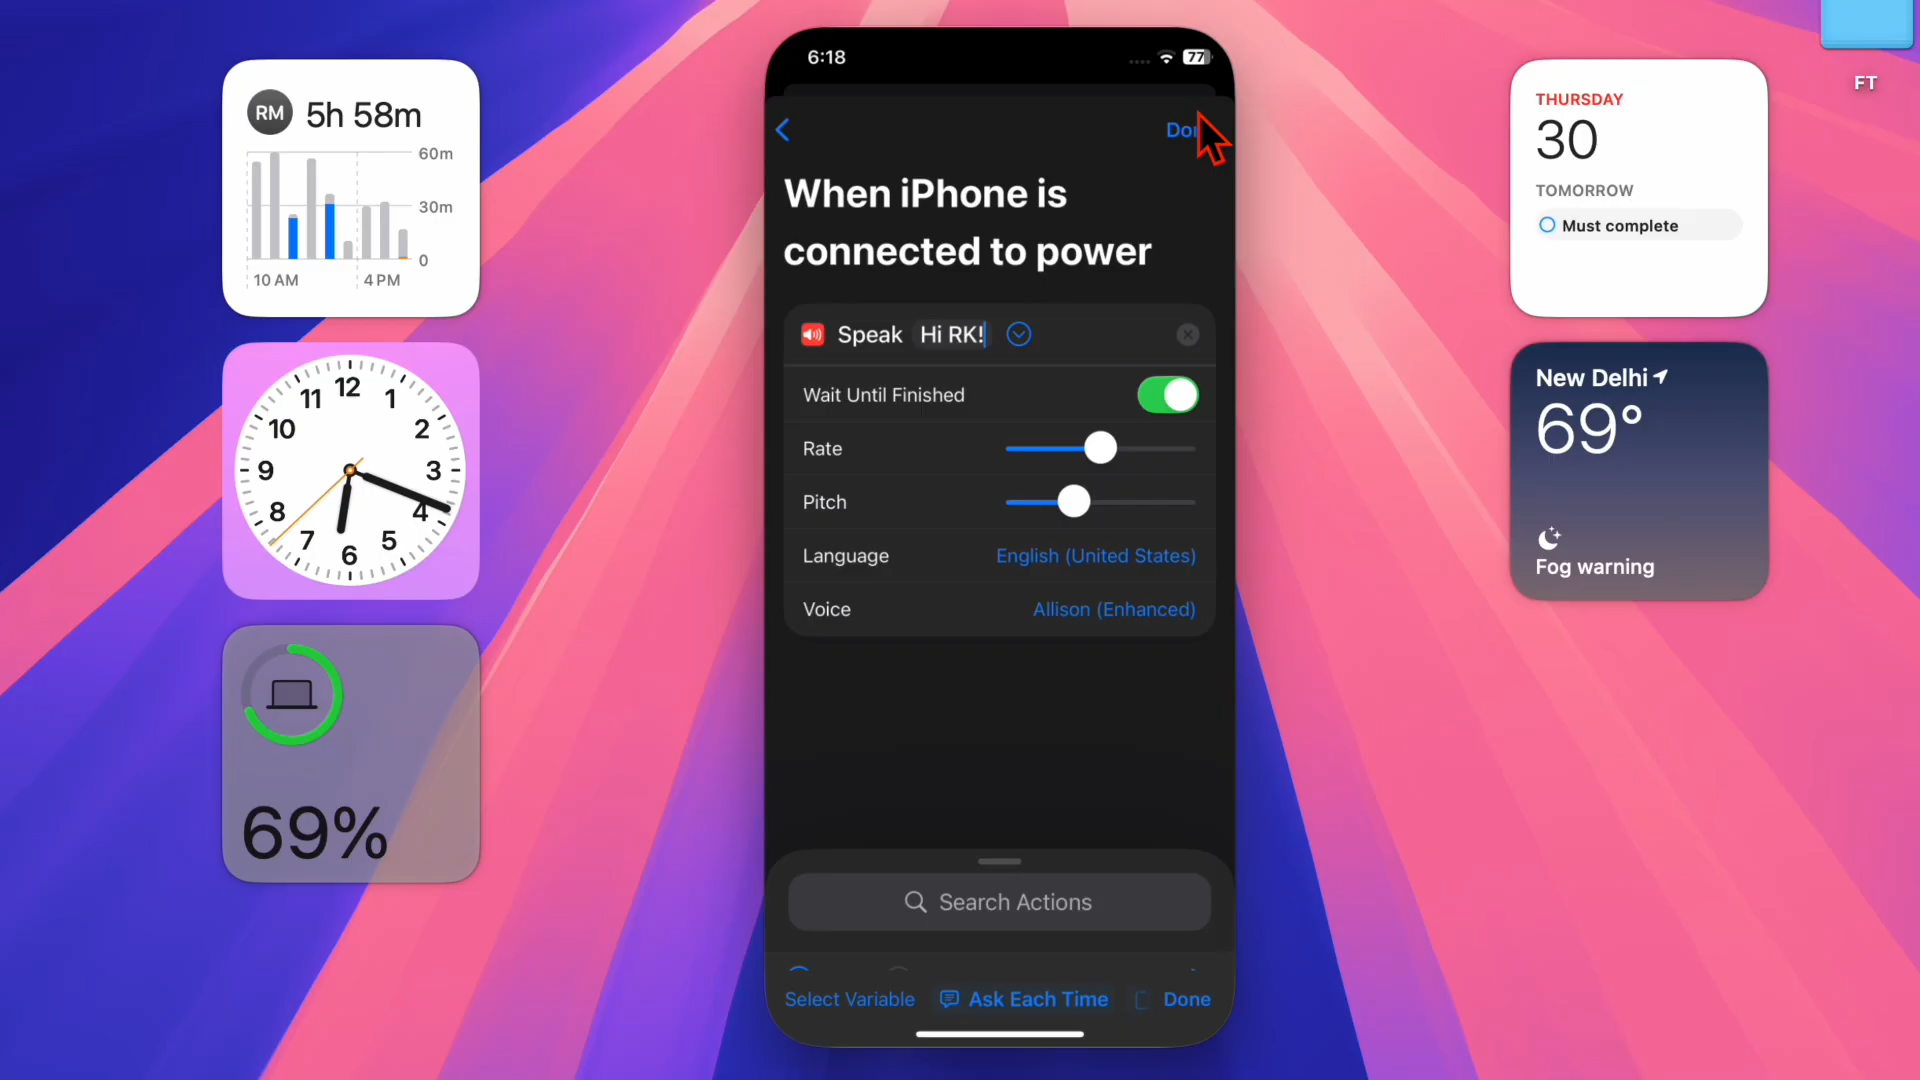 RM 5h 58m
60m
30m
0
10 AM 4 PM
12
1
2
3
4
5
6
7
8
9
10
11
69%
6:18
77
Don
When iPhone is
connected to power
Speak Hi RK!
Wait Until Finished
Rate
Pitch
Language English (United States)
Voice Allison (Enhanced)
Search Actions
Select Variable Ask Each Time Done
THURSDAY
30
TOMORROW
Must complete
New Delhi
69°
Fog warning
FT